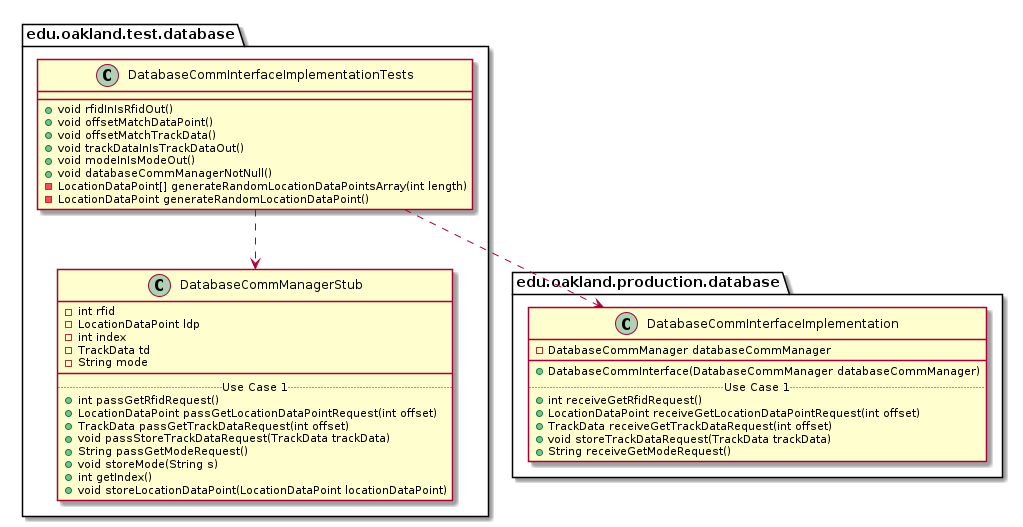 edu.oakland.test.database
C DatabaseCommInterfaceImplementationTests
void rfidInIsRfidOut()
void offsetMatchDataPoint()
void offsetMatchTrackData()
void trackDataInIsTrackDataOut()
void modeInIsModeOut()
void databaseCommManagerNotNull()
LocationDataPoint[] generateRandomLocationDataPointsArray(int length)
LocationDataPoint generateRandomLocationDataPoint()
C DatabaseCommManagerStub
int rfid
LocationDataPoint ldp
int index
TrackData td
String mode
Use Case 1
int passGetRfidRequest()
LocationDataPoint passGetLocationDataPointRequest(int offset)
TrackData passGetTrackDataRequest(int offset)
void passStoreTrackDataRequest(TrackData trackData)
String passGetModeRequest()
void storeMode(String s)
int getIndex()
void storeLocationDataPoint(LocationDataPoint locationDataPoint)
edu.oakland.production.database
C DatabaseCommInterfaceImplementation
DatabaseCommManager databaseCommManager
DatabaseCommInterface(DatabaseCommManager databaseCommManager)
Use Case 1
int receiveGetRfidRequest()
LocationDataPoint receiveGetLocationDataPointRequest(int offset)
TrackData receiveGetTrackDataRequest(int offset)
void storeTrackDataRequest(TrackData trackData)
String receiveGetModeRequest()